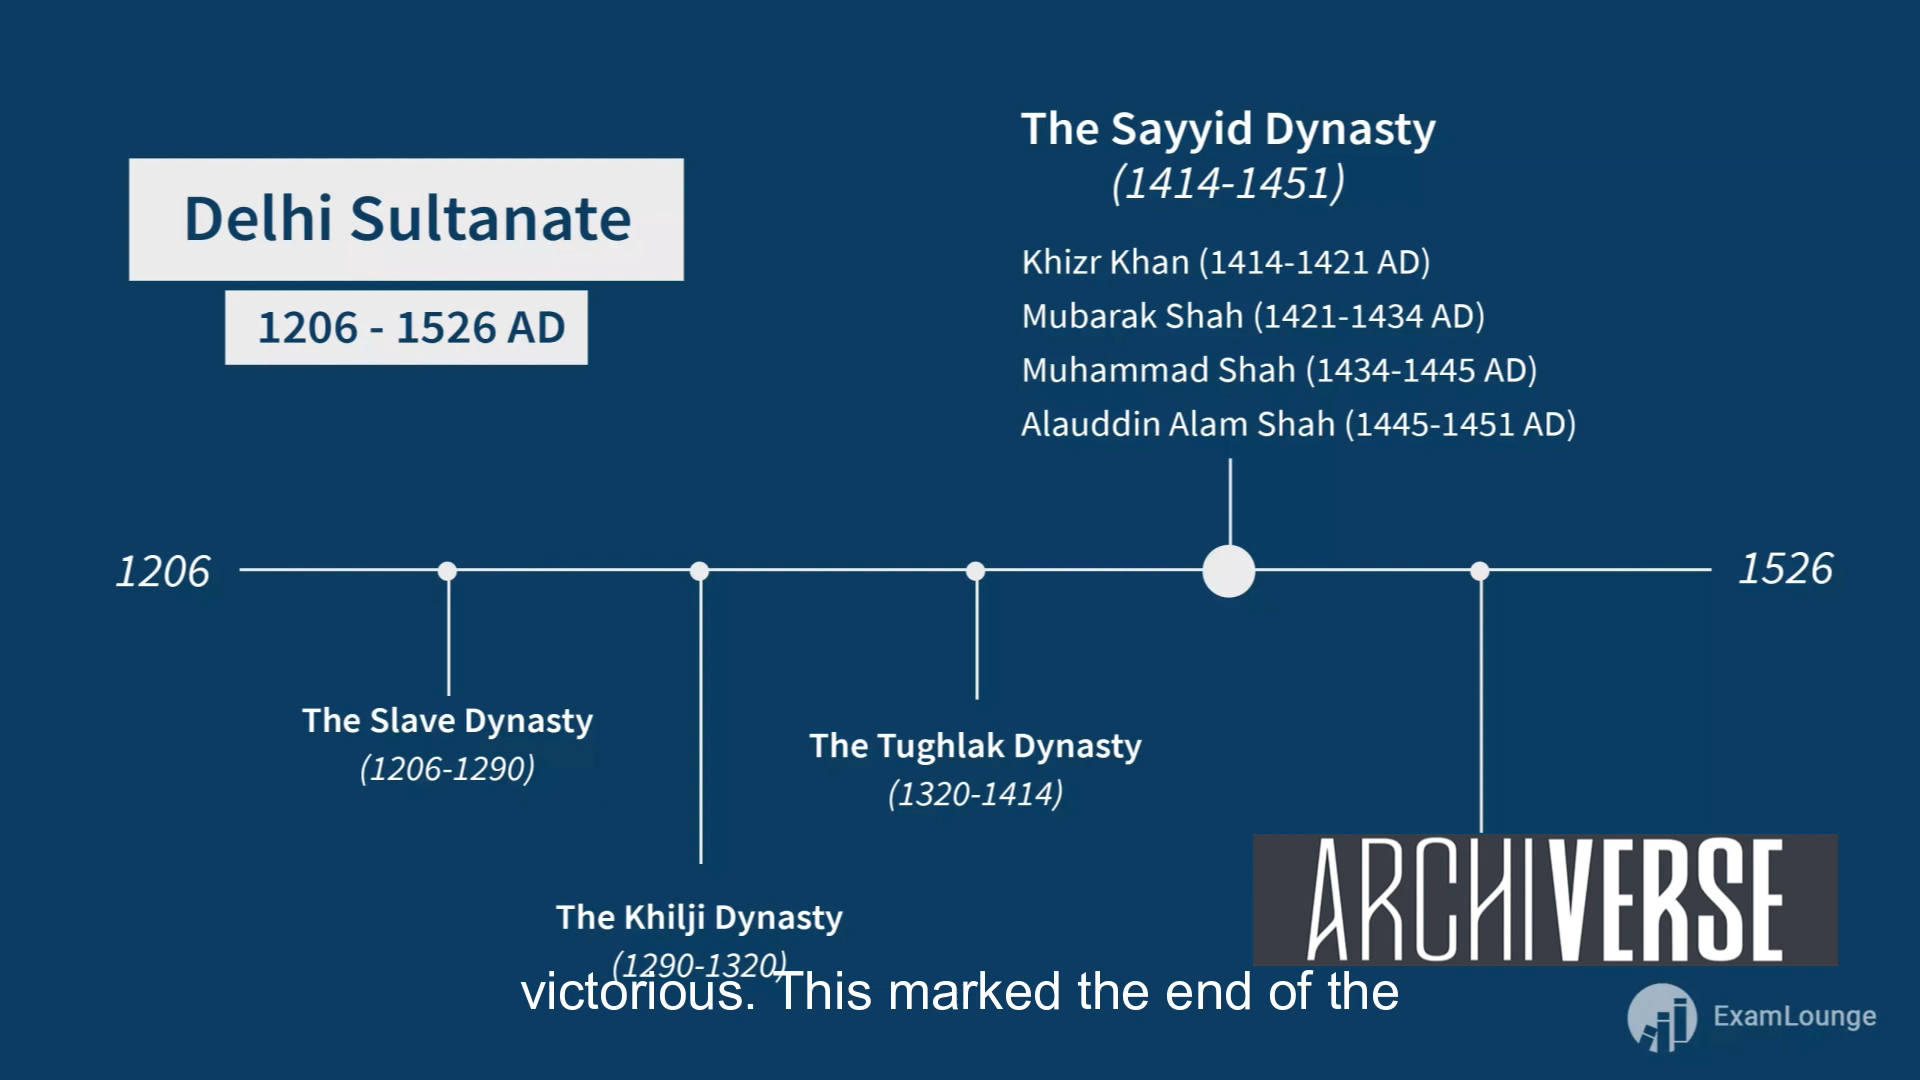 Delhi Sultanate
1206 - 1526 AD
The Sayyid Dynasty
(1414-1451)
Khizr Khan (1414-1421 AD)
Mubarak Shah (1421-1434 AD)
Muhammad Shah (1434-1445 AD)
Alauddin Alam Shah (1445-1451 AD)
1206
1526
The Slave Dynasty
(1206-1290)
The Khilji Dynasty
(1290-1320)
The Tughlak Dynasty
(1320-1414)
ARCHIVERSE
victorious. This marked the end of the
ExamLounge